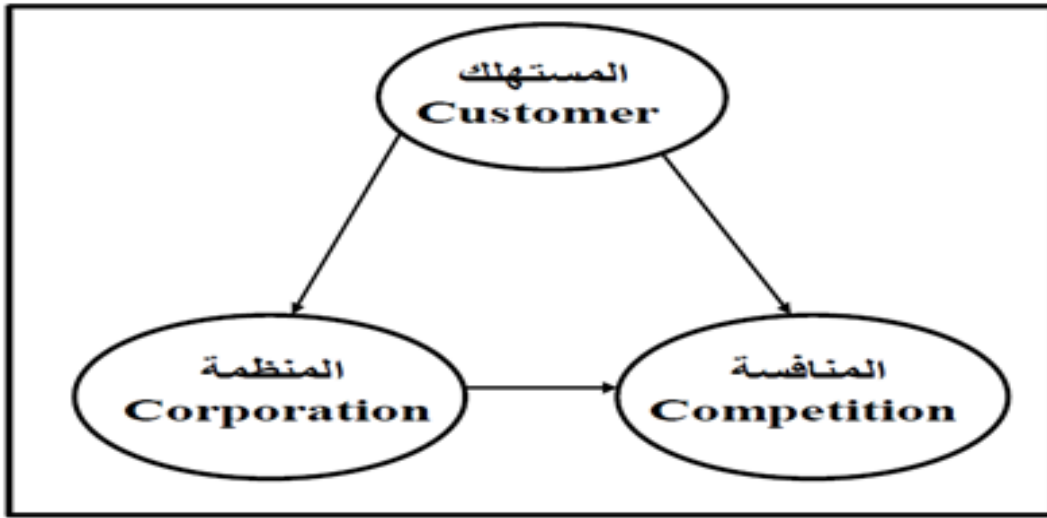 المستهلك
Customer
المنظمة
Corporation
المنافسة
Competition